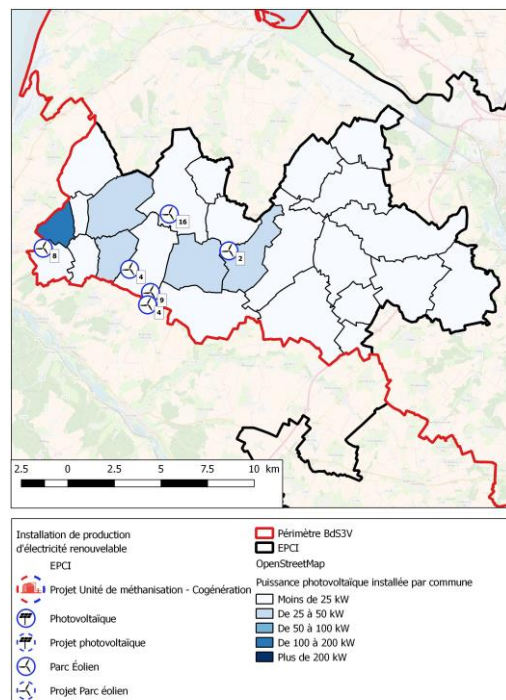 16
8
2
4
9
4
2.5 0 2.5 5 7.5 10 km
Installation de production
d'électricité renouvelable
EPCI
Projet Unité de méthanisation - Cogénération
Photovoltaïque
Projet photovoltaïque
Parc Éolien
Projet Parc éolien
Périmètre BdS3V
EPCI
OpenStreetMap
Puissance photovoltaïque installée par commune
Moins de 25 kW
De 25 à 50 kW
De 50 à 100 kW
De 100 à 200 kW
Plus de 200 kW